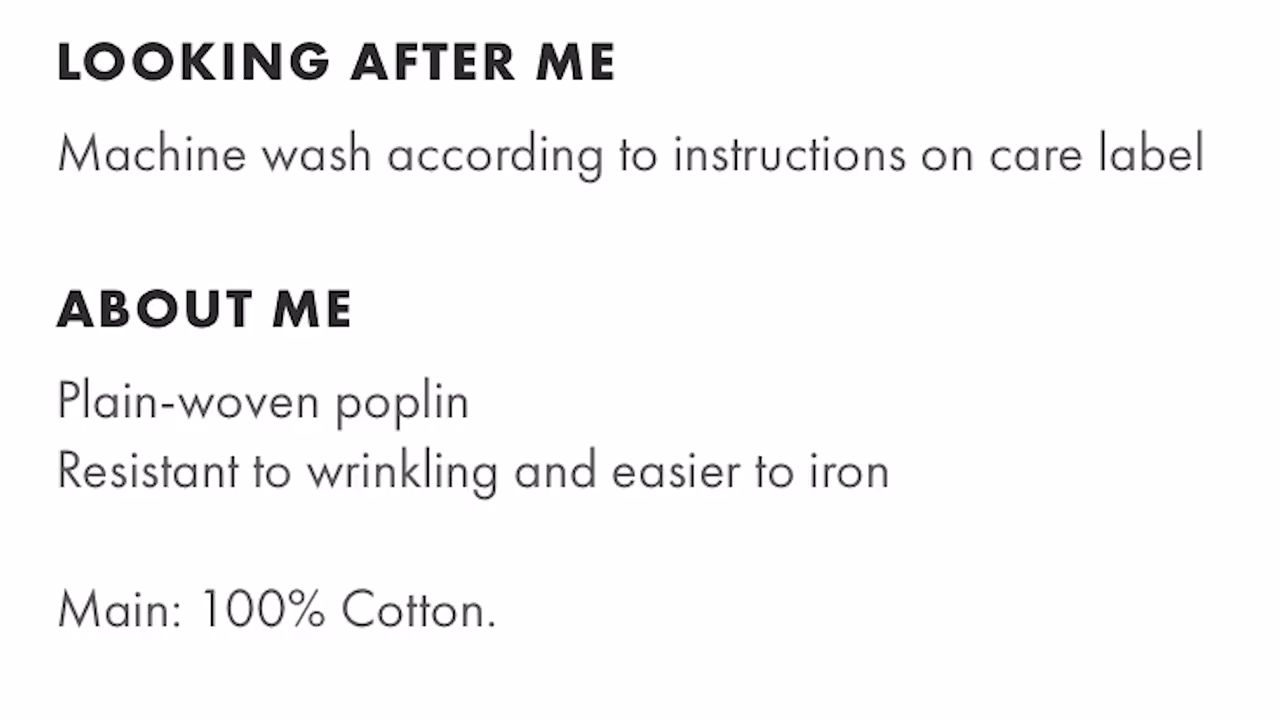 LOOKING AFTER ME
Machine wash according to instructions on care label
ABOUT ME
Plain-woven poplin
Resistant to wrinkling and easier to iron
Main: 100% Cotton.